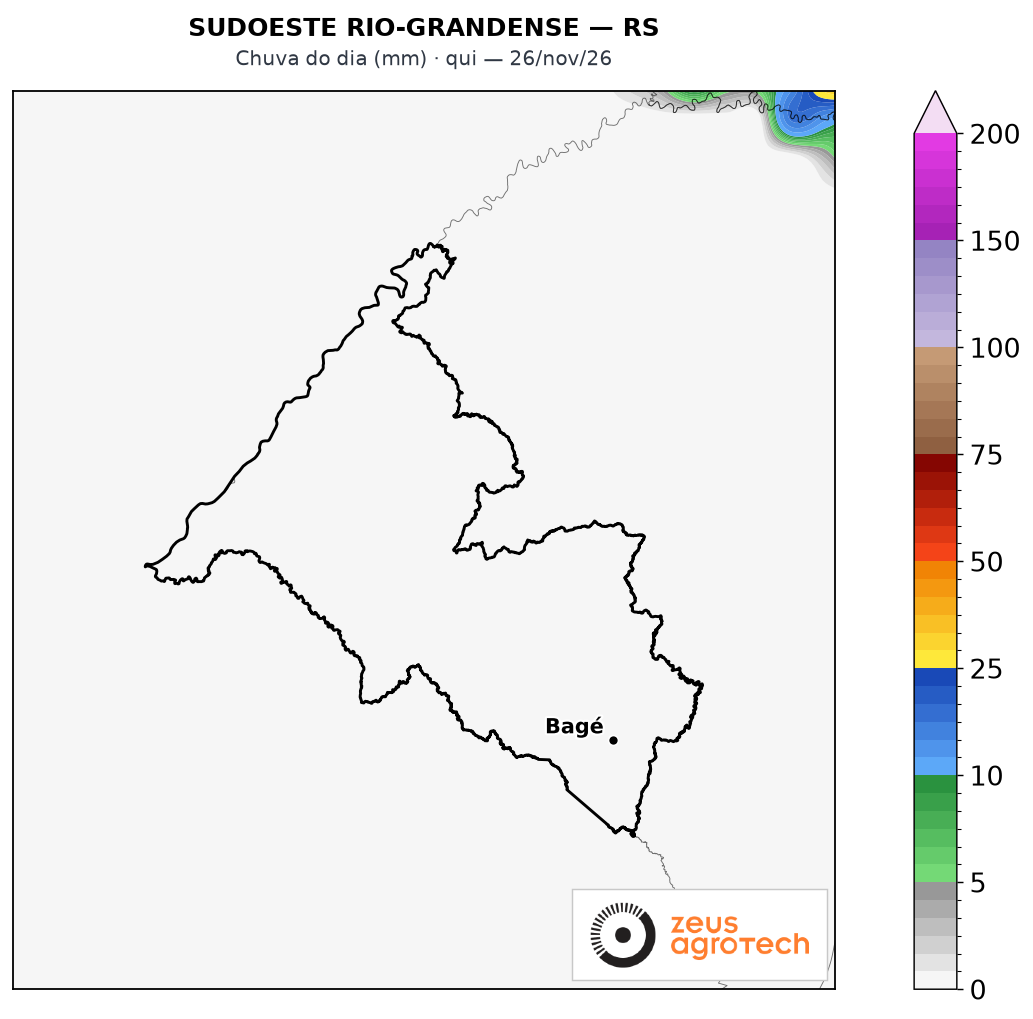 SUDOESTE RIO-GRANDENSE — RS
Chuva do dia (mm) · qui — 26/nov/26
200
150
100
75
50
25
10
5
0
Bagé
zeus
agrotech